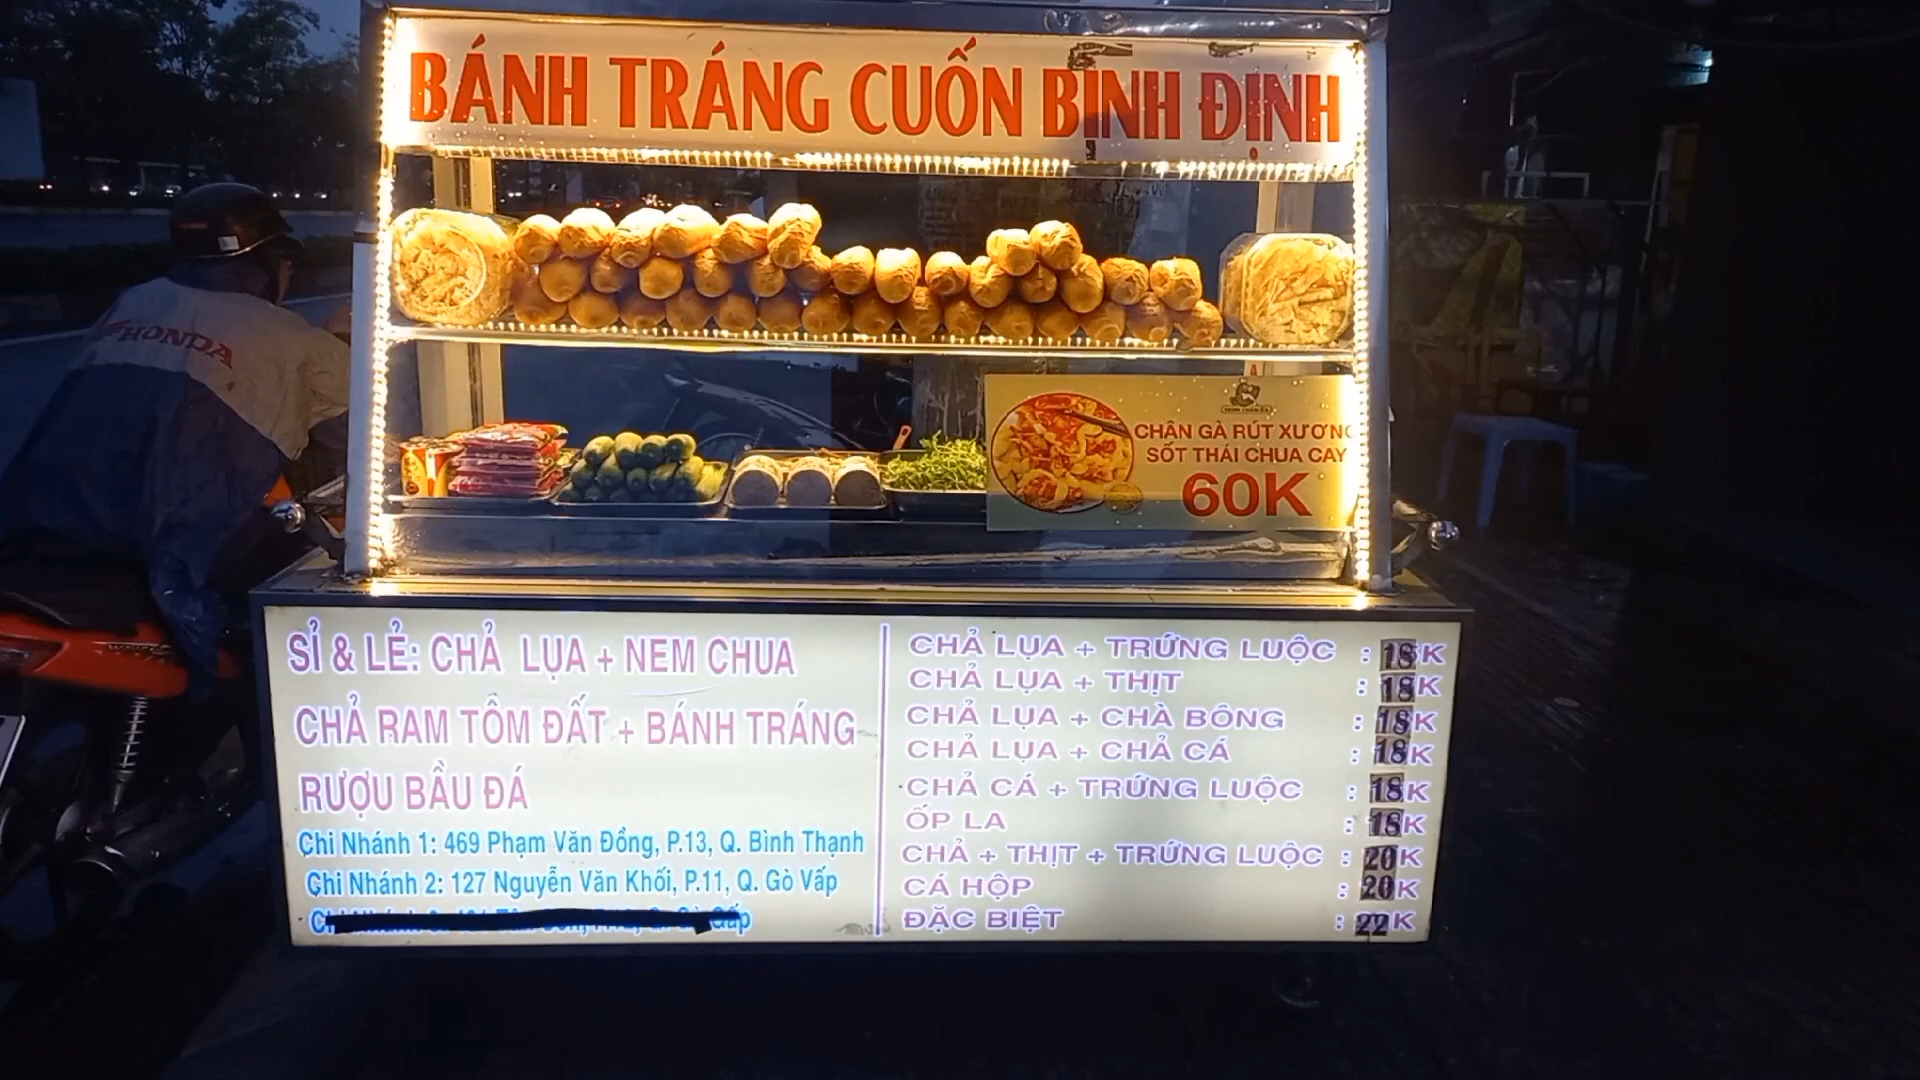 BÁNH TRÁNG CUỐN BÌNH ĐỊNH
HONDA
CHÂN GÀ RÚT XƯƠNG
SỐT THÁI CHUA CAY
60K
SỈ & LẺ: CHẢ LỤA + NEM CHUA
CHẢ RAM TÔM ĐẤT + BÁNH TRÁNG
RƯỢU BẦU ĐÁ
Chi Nhánh 1: 469 Phạm Văn Đồng, P.13, Q. Bình Thạnh
Chi Nhánh 2: 127 Nguyễn Văn Khối, P.11, Q. Gò Vấp
CHẢ LỤA + TRỨNG LUỘC : 18K
CHẢ LỤA + THỊT : 18K
CHẢ LỤA + CHÀ BÔNG : 18K
CHẢ LỤA + CHẢ CÁ : 18K
CHẢ CÁ + TRỨNG LUỘC : 18K
ỐP LA : 18K
CHẢ + THỊT + TRỨNG LUỘC : 20K
CÁ HỘP : 20K
ĐẶC BIỆT : 22K